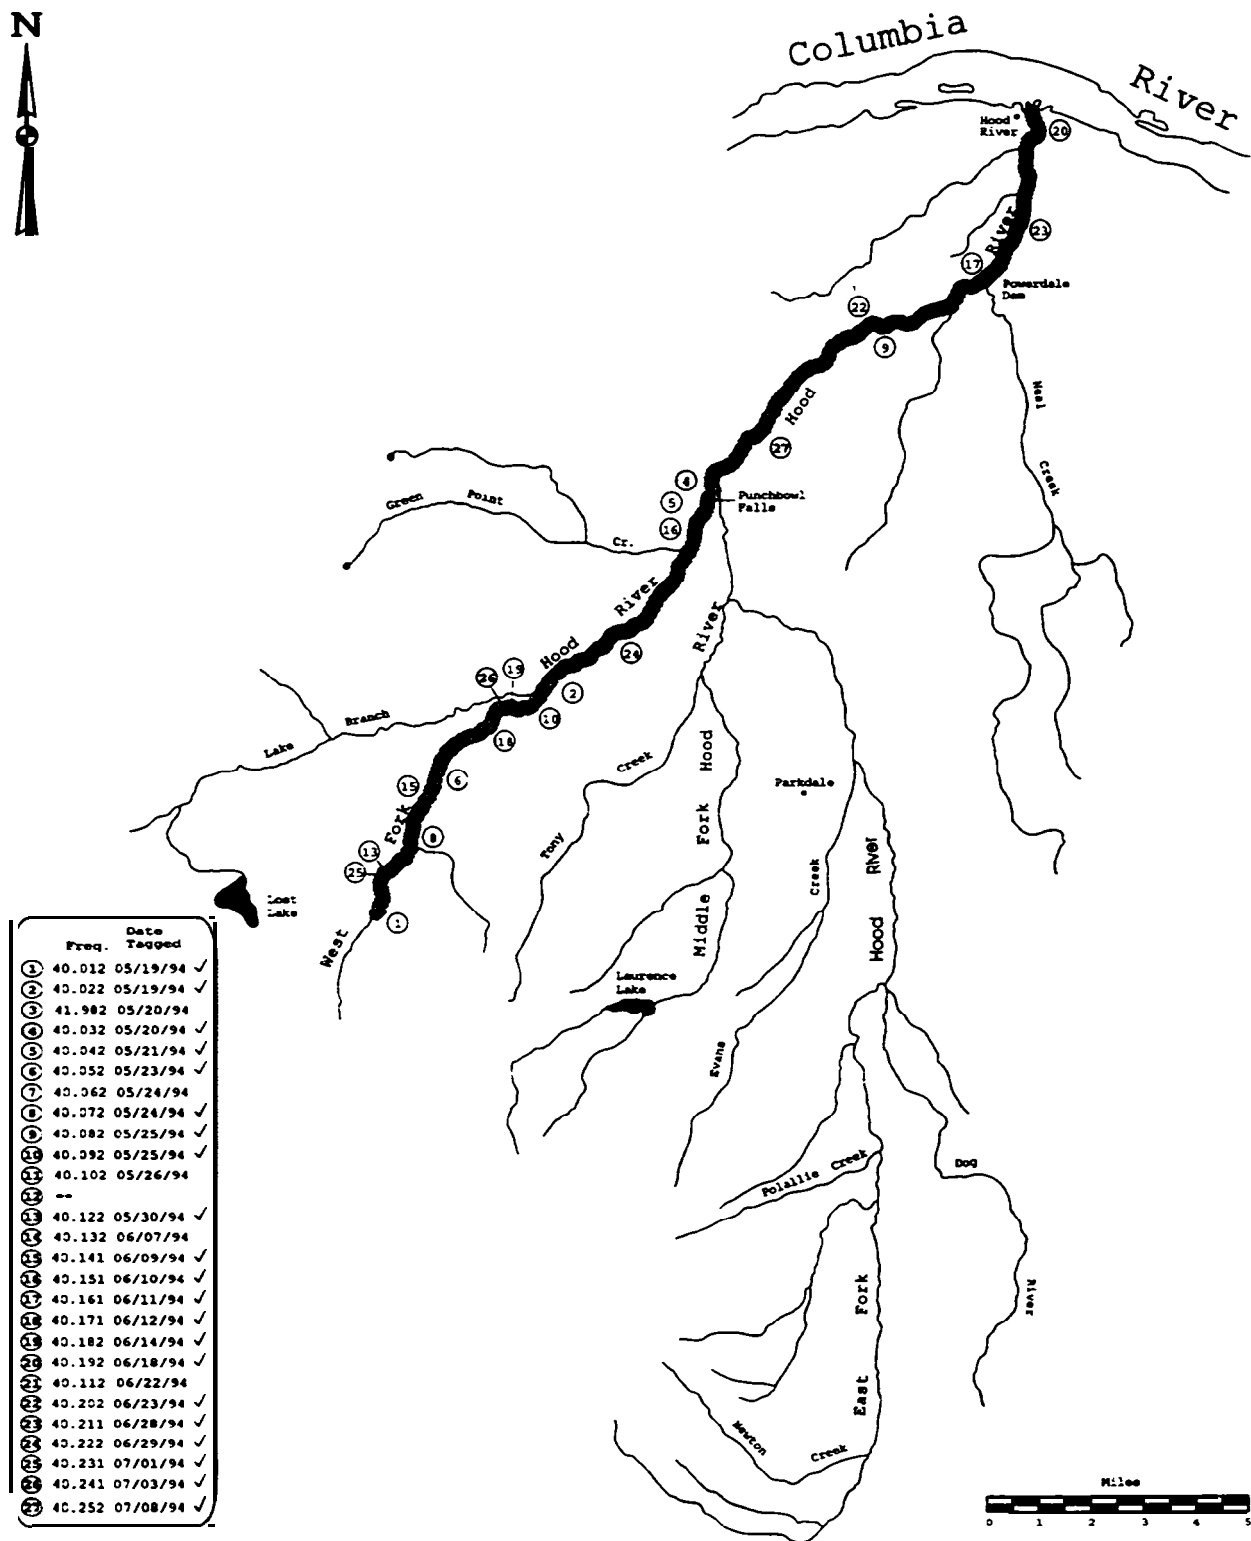 N
Columbia
River
Hood
River
20
River
23
17
Powerdale
Dam
22
9
Hood
27
Neal
Creek
4
5
16
Punchbowl
Falls
Green Point
Cr.
River
Hood
River
24
26
19
2
10
18
Lake Branch
15
6
Fork
8
13
25
1
West
Lost
Lake
Tony Creek
Hood
Fork
Middle
Parkdale
Creek
Evans
River
Hood
Laurence
Lake
Polallie Creek
Dog
River
Fork
East
Newton
Creek
Freq. Date
Tagged
1 40.012 05/19/94 ✓
2 40.022 05/19/94 ✓
3 41.982 05/20/94
4 40.032 05/20/94 ✓
5 40.042 05/21/94 ✓
6 40.052 05/23/94 ✓
7 40.062 05/24/94
8 40.072 05/24/94 ✓
9 40.082 05/25/94 ✓
10 40.092 05/25/94 ✓
11 40.102 05/26/94
12 --
13 40.122 05/30/94 ✓
14 40.132 06/07/94
15 40.141 06/09/94 ✓
16 40.151 06/10/94 ✓
17 40.161 06/11/94 ✓
18 40.171 06/12/94 ✓
19 40.182 06/14/94 ✓
20 40.192 06/18/94 ✓
21 40.112 06/22/94
22 40.202 06/23/94 ✓
23 40.211 06/28/94 ✓
24 40.222 06/29/94 ✓
25 40.231 07/01/94 ✓
26 40.241 07/03/94 ✓
27 40.252 07/08/94 ✓
Miles
0 1 2 3 4 5